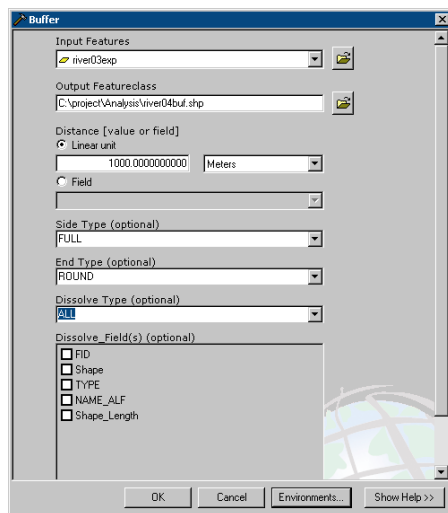 Buffer
Input Features
river03exp
Output Featureclass
C:\project\Analysis\river04buf.shp
Distance [value or field]
Linear unit
1000.0000000000 Meters
Field
Side Type (optional)
FULL
End Type (optional)
ROUND
Dissolve Type (optional)
ALL
Dissolve_Field(s) (optional)
FID
Shape
TYPE
NAME_ALF
Shape_Length
OK Cancel Environments... Show Help >>